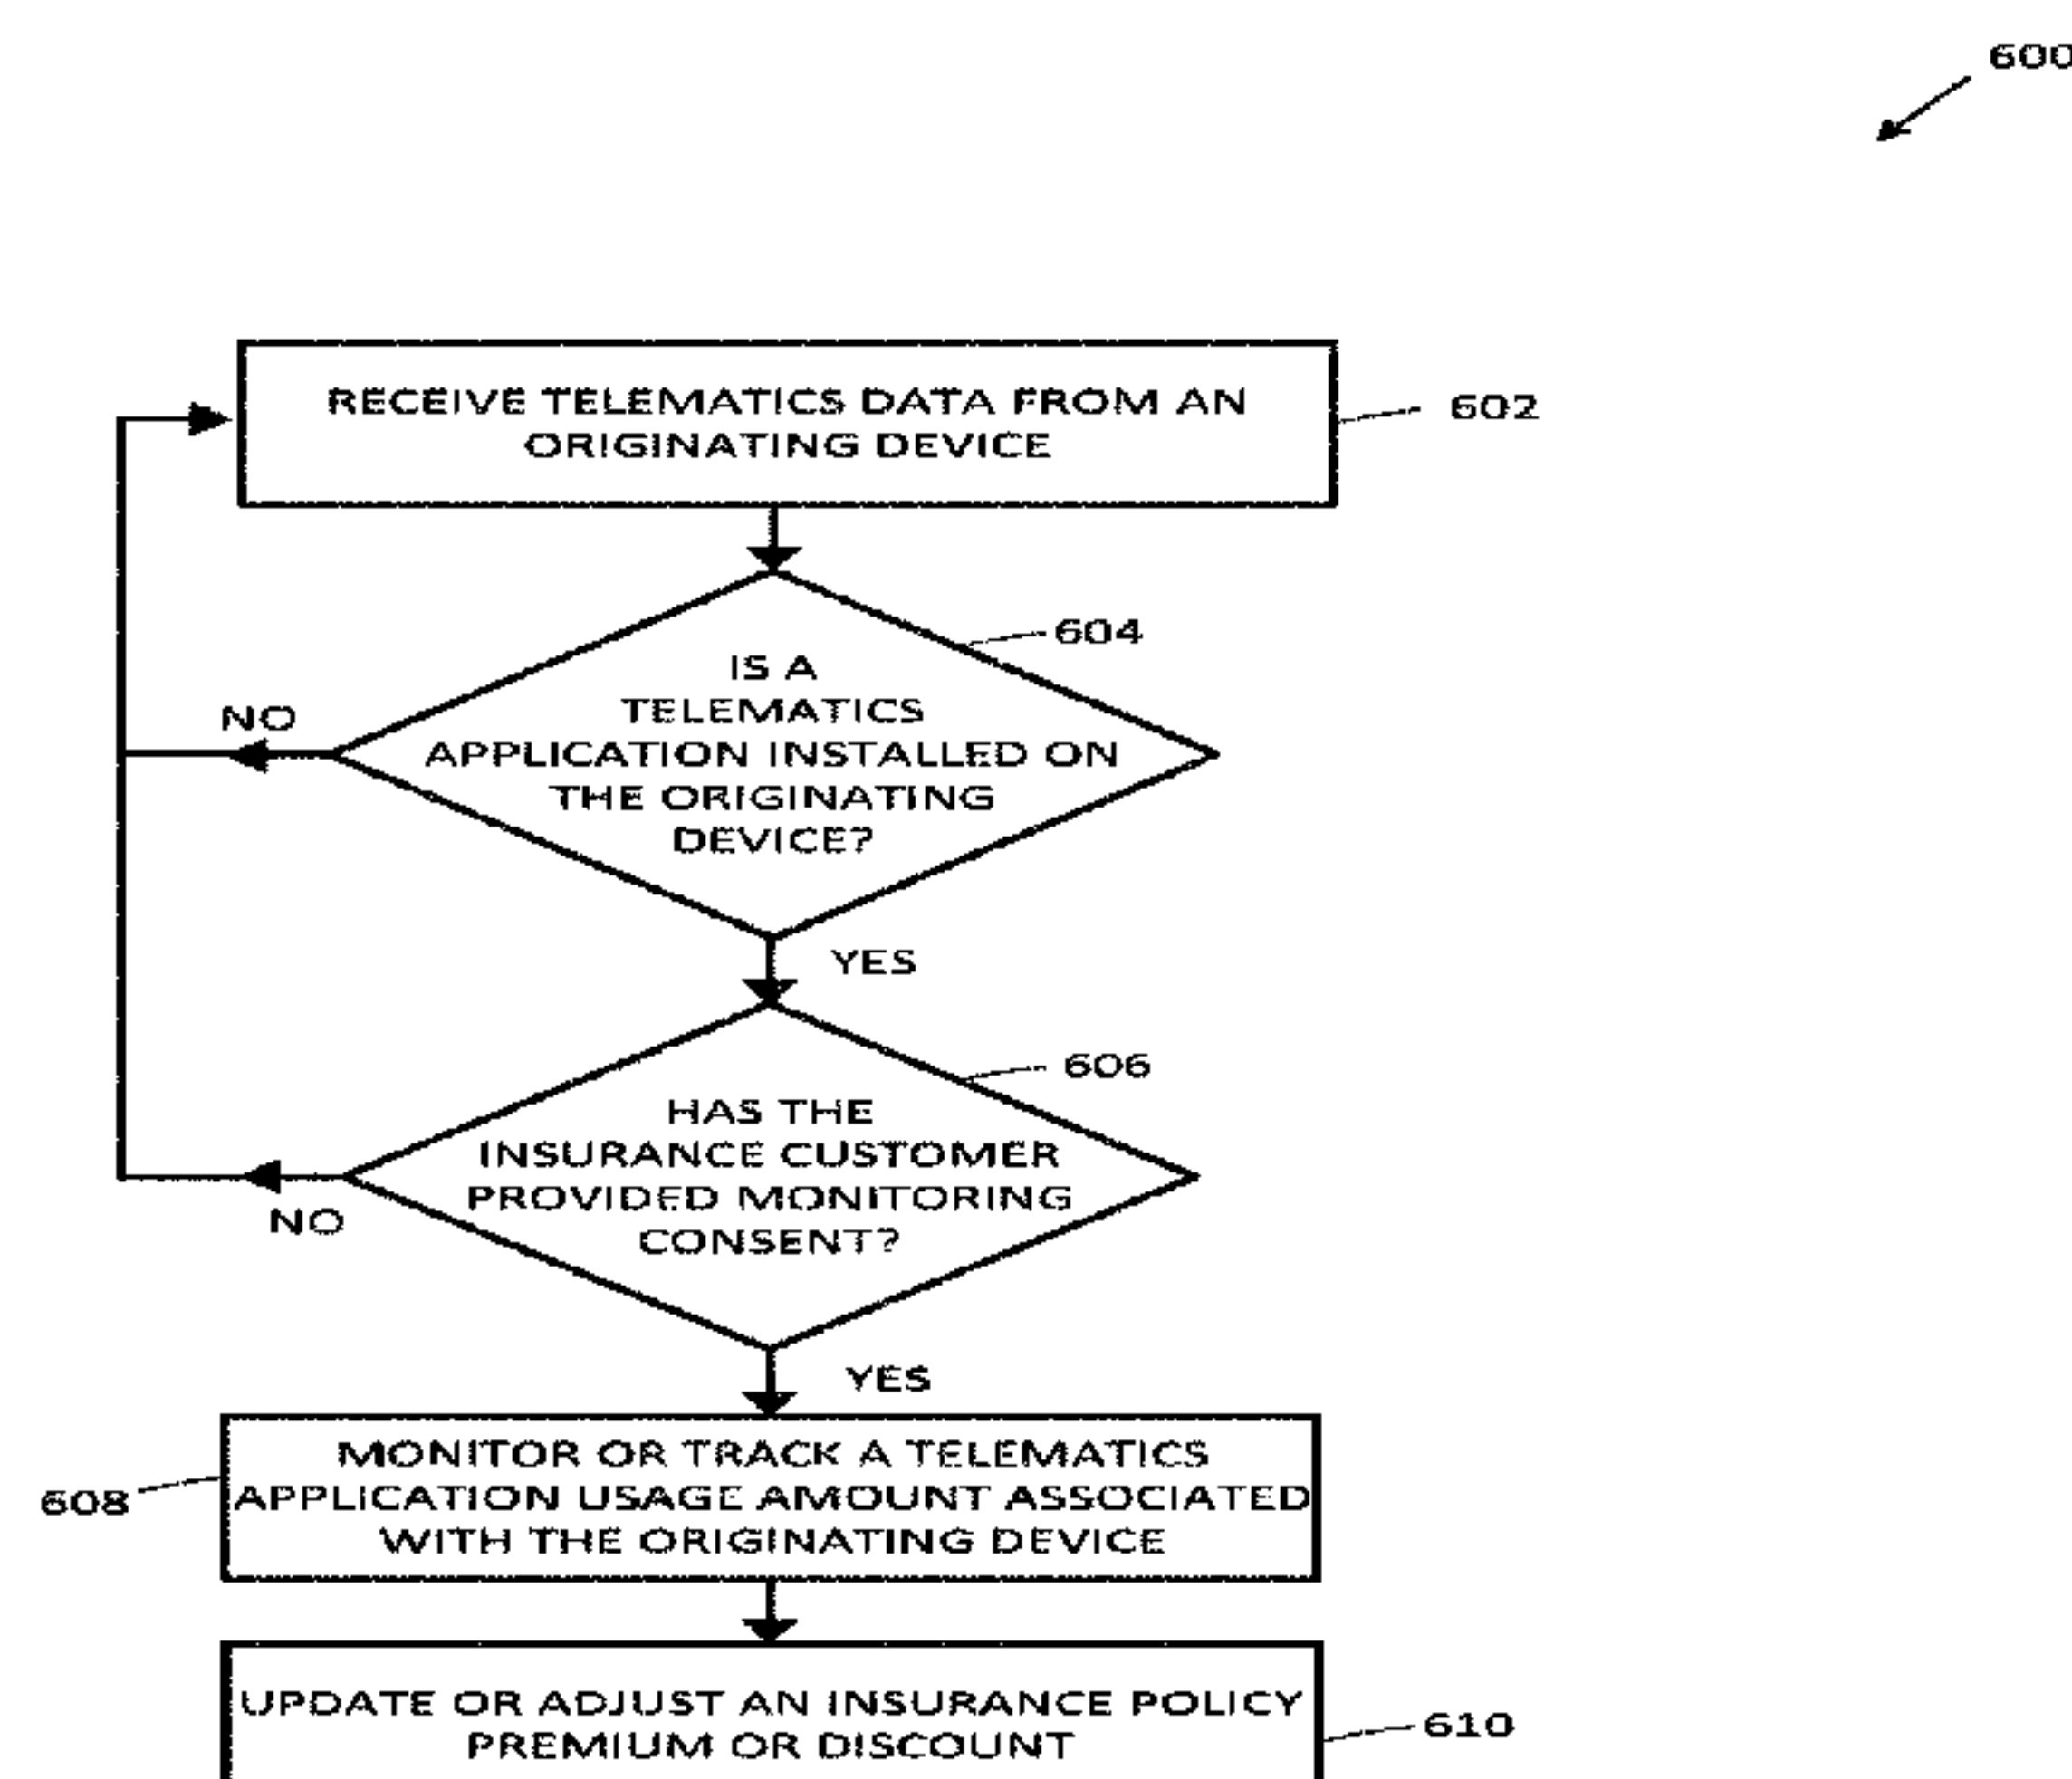 600
RECEIVE TELEMATICS DATA FROM AN
ORIGINATING DEVICE
602
604
IS A
TELEMATICS
APPLICATION INSTALLED ON
THE ORIGINATING
DEVICE?
NO
YES
606
HAS THE
INSURANCE CUSTOMER
PROVIDED MONITORING
CONSENT?
NO
YES
MONITOR OR TRACK A TELEMATICS
APPLICATION USAGE AMOUNT ASSOCIATED
WITH THE ORIGINATING DEVICE
608
UPDATE OR ADJUST AN INSURANCE POLICY
PREMIUM OR DISCOUNT
610